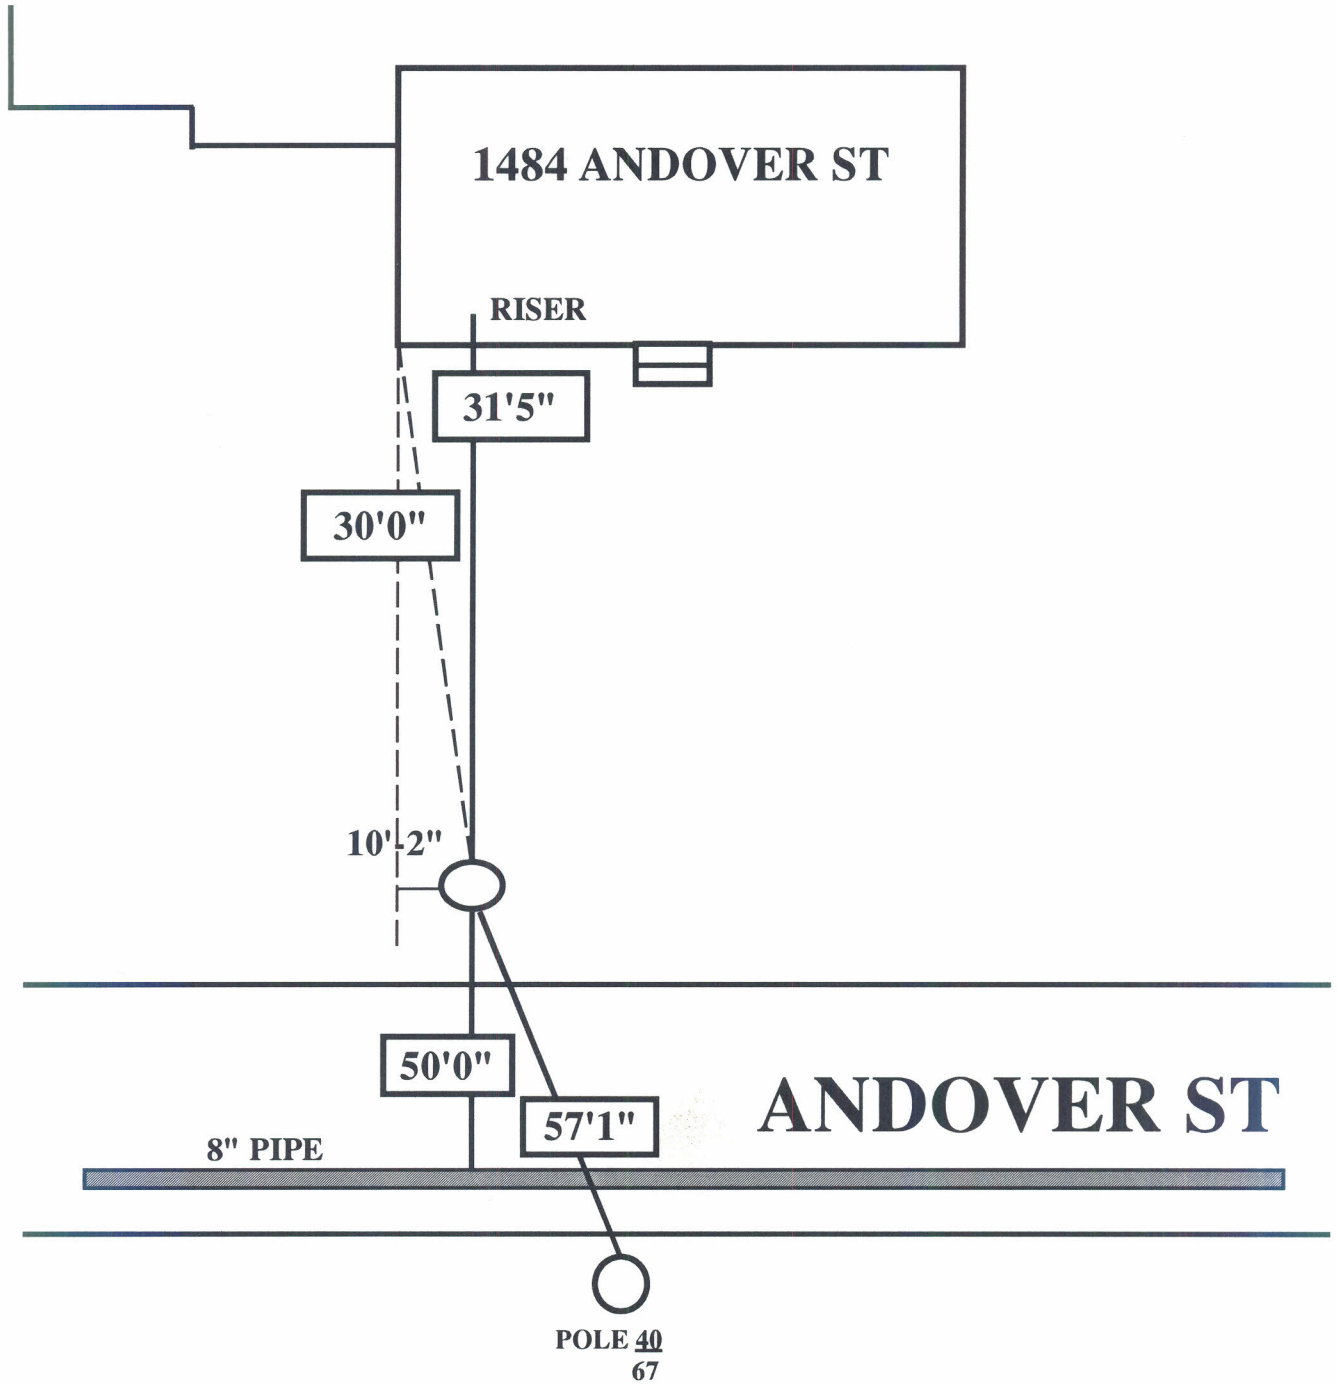 1484 ANDOVER ST
RISER
31'5"
30'0"
10'-2"
50'0"
57'1"
ANDOVER ST
8" PIPE
POLE 40
67